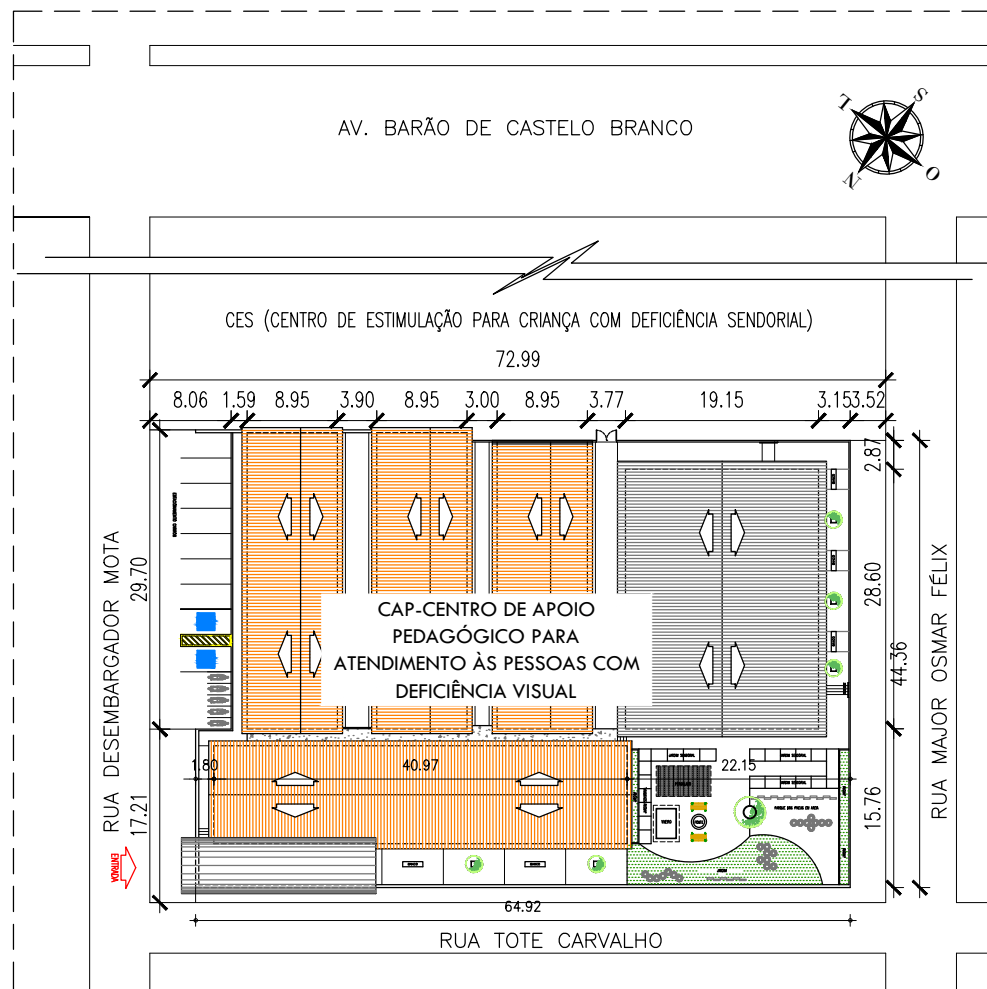 AV. BARÃO DE CASTELO BRANCO
S
L
O
N
CES (CENTRO DE ESTIMULAÇÃO PARA CRIANÇA COM DEFICIÊNCIA SENDORIAL)
72.99
8.06 1.59 8.95 3.90 8.95 3.00 8.95 3.77 19.15 3.15 3.52
2.87
RUA DESEMBARGADOR MOTA
29.70
17.21
ENTRADA
CAP-CENTRO DE APOIO
PEDAGÓGICO PARA
ATENDIMENTO ÀS PESSOAS COM
DEFICIÊNCIA VISUAL
28.60
44.36
15.76
RUA MAJOR OSMAR FÉLIX
1.80 40.97 22.15
64.92
RUA TOTE CARVALHO